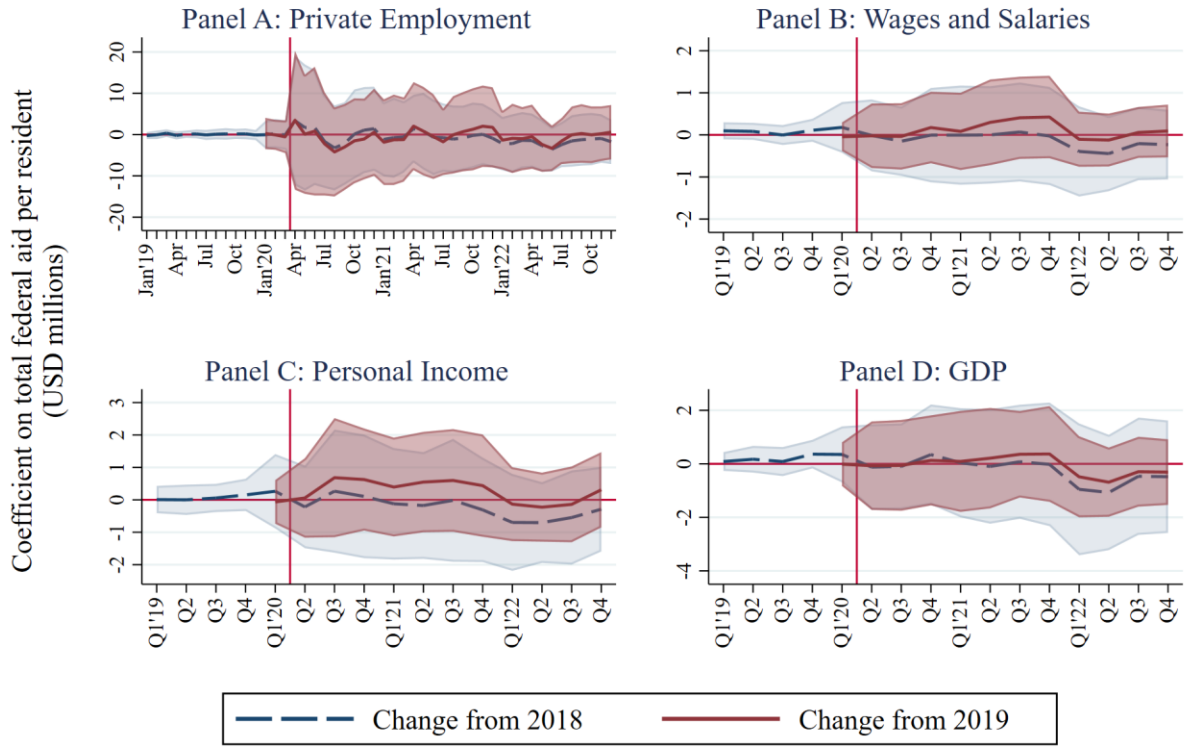 Coefficient on total federal aid per resident
(USD millions)
Panel A: Private Employment
20
10
0
-10
-20
Jan'19
Apr
Jul
Oct
Jan'20
Apr
Jul
Oct
Jan'21
Apr
Jul
Oct
Jan'22
Apr
Jul
Oct
Panel B: Wages and Salaries
2
1
0
-1
-2
Q1'19
Q2
Q3
Q4
Q1'20
Q2
Q3
Q4
Q1'21
Q2
Q3
Q4
Q1'22
Q2
Q3
Q4
Panel C: Personal Income
3
2
1
0
-1
-2
Q1'19
Q2
Q3
Q4
Q1'20
Q2
Q3
Q4
Q1'21
Q2
Q3
Q4
Q1'22
Q2
Q3
Q4
Panel D: GDP
2
0
-2
-4
Q1'19
Q2
Q3
Q4
Q1'20
Q2
Q3
Q4
Q1'21
Q2
Q3
Q4
Q1'22
Q2
Q3
Q4
Change from 2018
Change from 2019